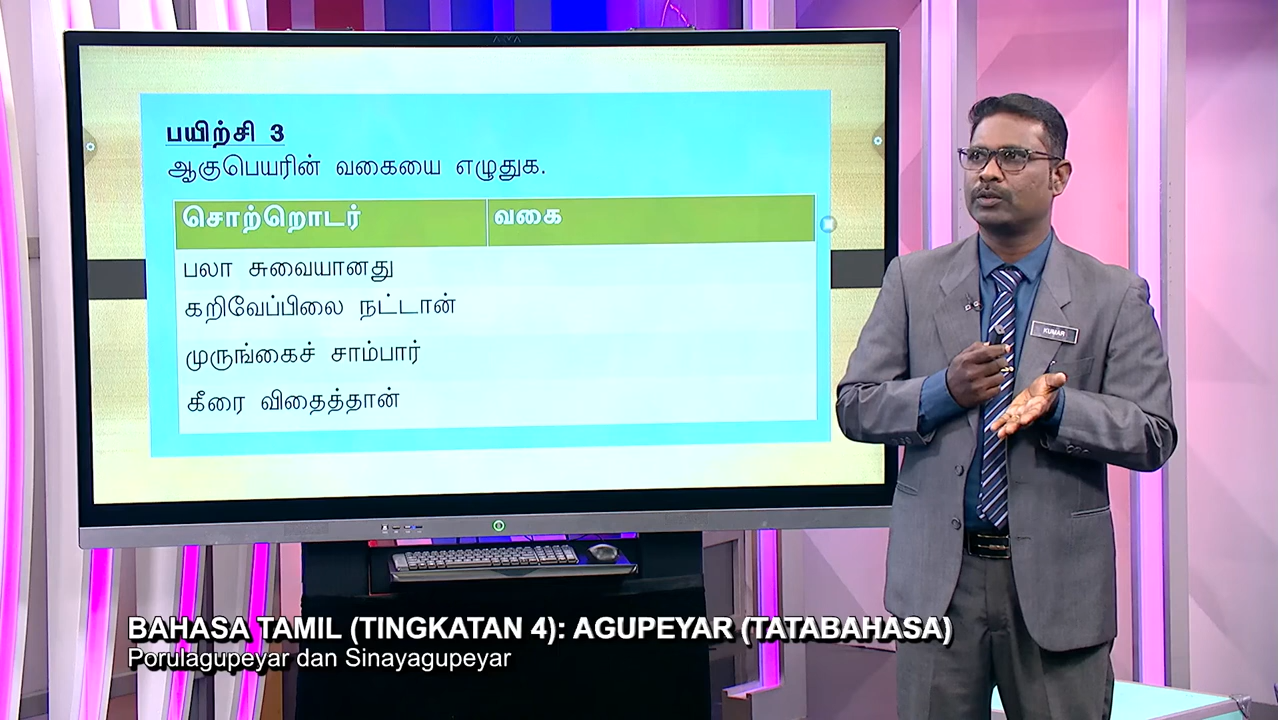 பயிற்சி 3
ஆகுபெயரின் வகையை எழுதுக.
சொற்றொடர் வகை
பலா சுவையானது
கறிவேப்பிலை நட்டான்
முருங்கைச் சாம்பார்
கீரை விதைத்தான்
KUMAR
BAHASA TAMIL (TINGKATAN 4): AGUPEYAR (TATABAHASA)
Porulagupeyar dan Sinayagupeyar